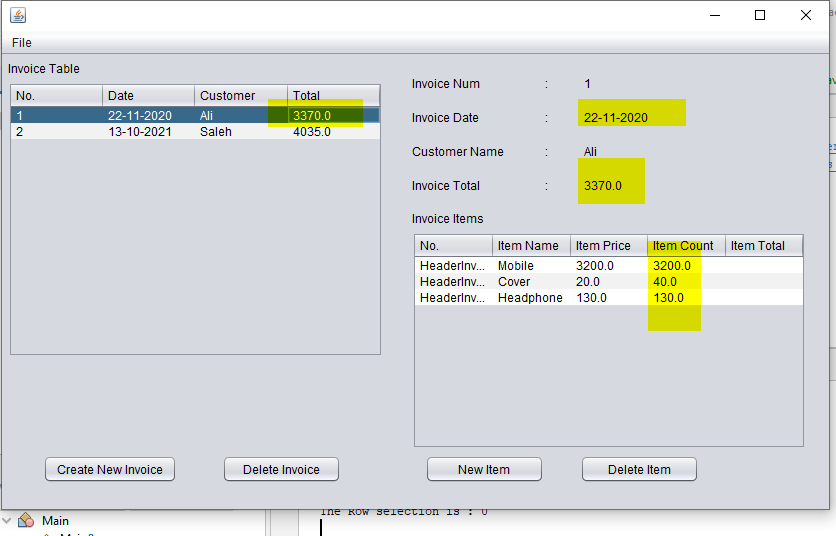 File
Invoice Table
No. Date Customer Total
1 22-11-2020 Ali 3370.0
2 13-10-2021 Saleh 4035.0
Invoice Num : 1
Invoice Date : 22-11-2020
Customer Name : Ali
Invoice Total : 3370.0
Invoice Items
No. Item Name Item Price Item Count Item Total
HeaderInv... Mobile 3200.0 3200.0
HeaderInv... Cover 20.0 40.0
HeaderInv... Headphone 130.0 130.0
Create New Invoice Delete Invoice New Item Delete Item
The Row selection is : 0
Main